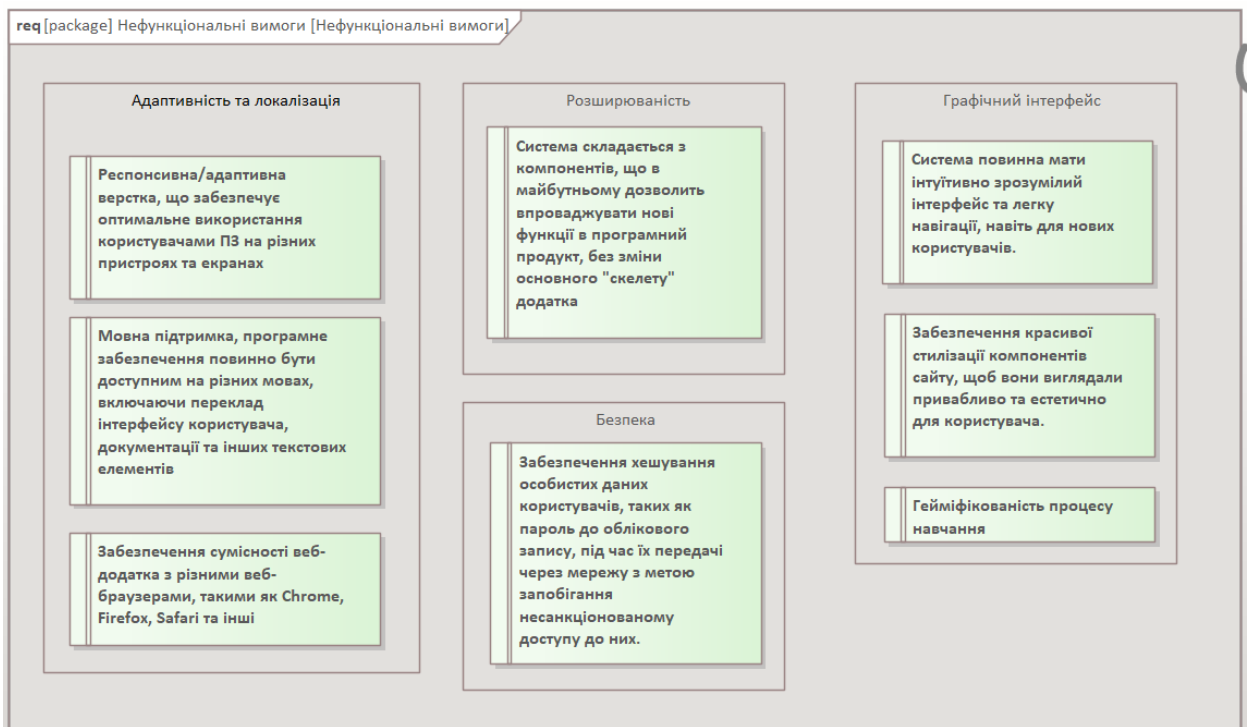 req [package] Нефункціональні вимоги [Нефункціональні вимоги]
Адаптивність та локалізація
Респонсивна/адаптивна
верстка, що забезпечує
оптимальне використання
користувачами ПЗ на різних
пристроях та екранах
Мовна підтримка, програмне
забезпечення повинно бути
доступним на різних мовах,
включаючи переклад
інтерфейсу користувача,
документації та інших текстових
елементів
Забезпечення сумісності веб-
додатка з різними веб-
браузерами, такими як Chrome,
Firefox, Safari та інші
Розширюваність
Система складається з
компонентів, що в
майбутньому дозволить
впроваджувати нові
функції в програмний
продукт, без зміни
основного "скелету"
додатка
Безпека
Забезпечення хешування
особистих даних
користувачів, таких як
пароль до облікового
запису, під час їх передачі
через мережу з метою
запобігання
несанкціонованому
доступу до них.
Графічний інтерфейс
Система повинна мати
інтуїтивно зрозумілий
інтерфейс та легку
навігації, навіть для нових
користувачів.
Забезпечення красивої
стилізації компонентів
сайту, щоб вони виглядали
привабливо та естетично
для користувача.
Гейміфікованість процесу
навчання